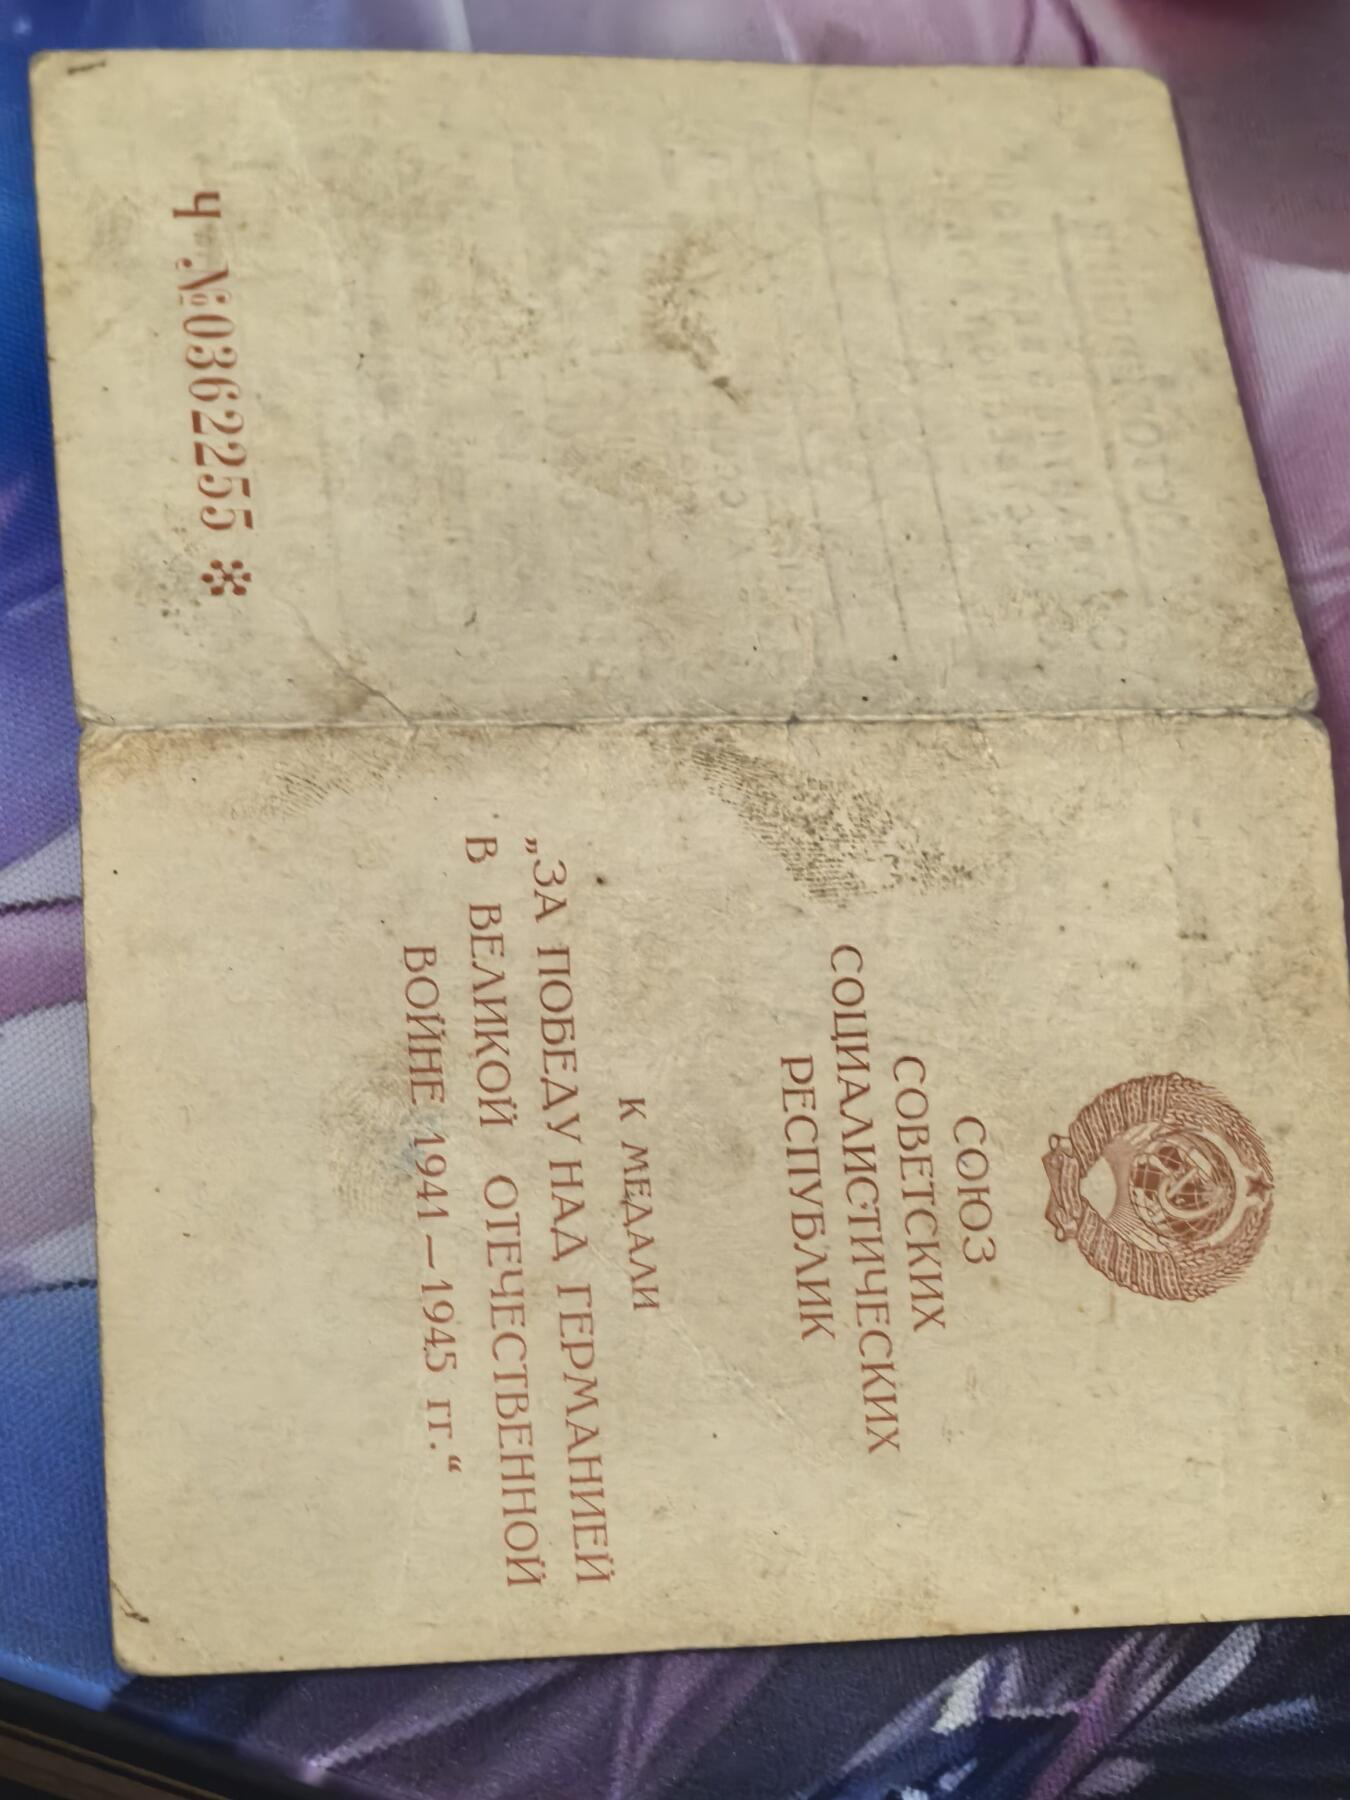 Ч №0362255 *
СОЮЗ
СОВЕТСКИХ
СОЦИАЛИСТИЧЕСКИХ
РЕСПУБЛИК
К МЕДАЛИ
„ЗА ПОБЕДУ НАД ГЕРМАНИЕЙ
В ВЕЛИКОЙ ОТЕЧЕСТВЕННОЙ
ВОЙНЕ 1941—1945 гг.“